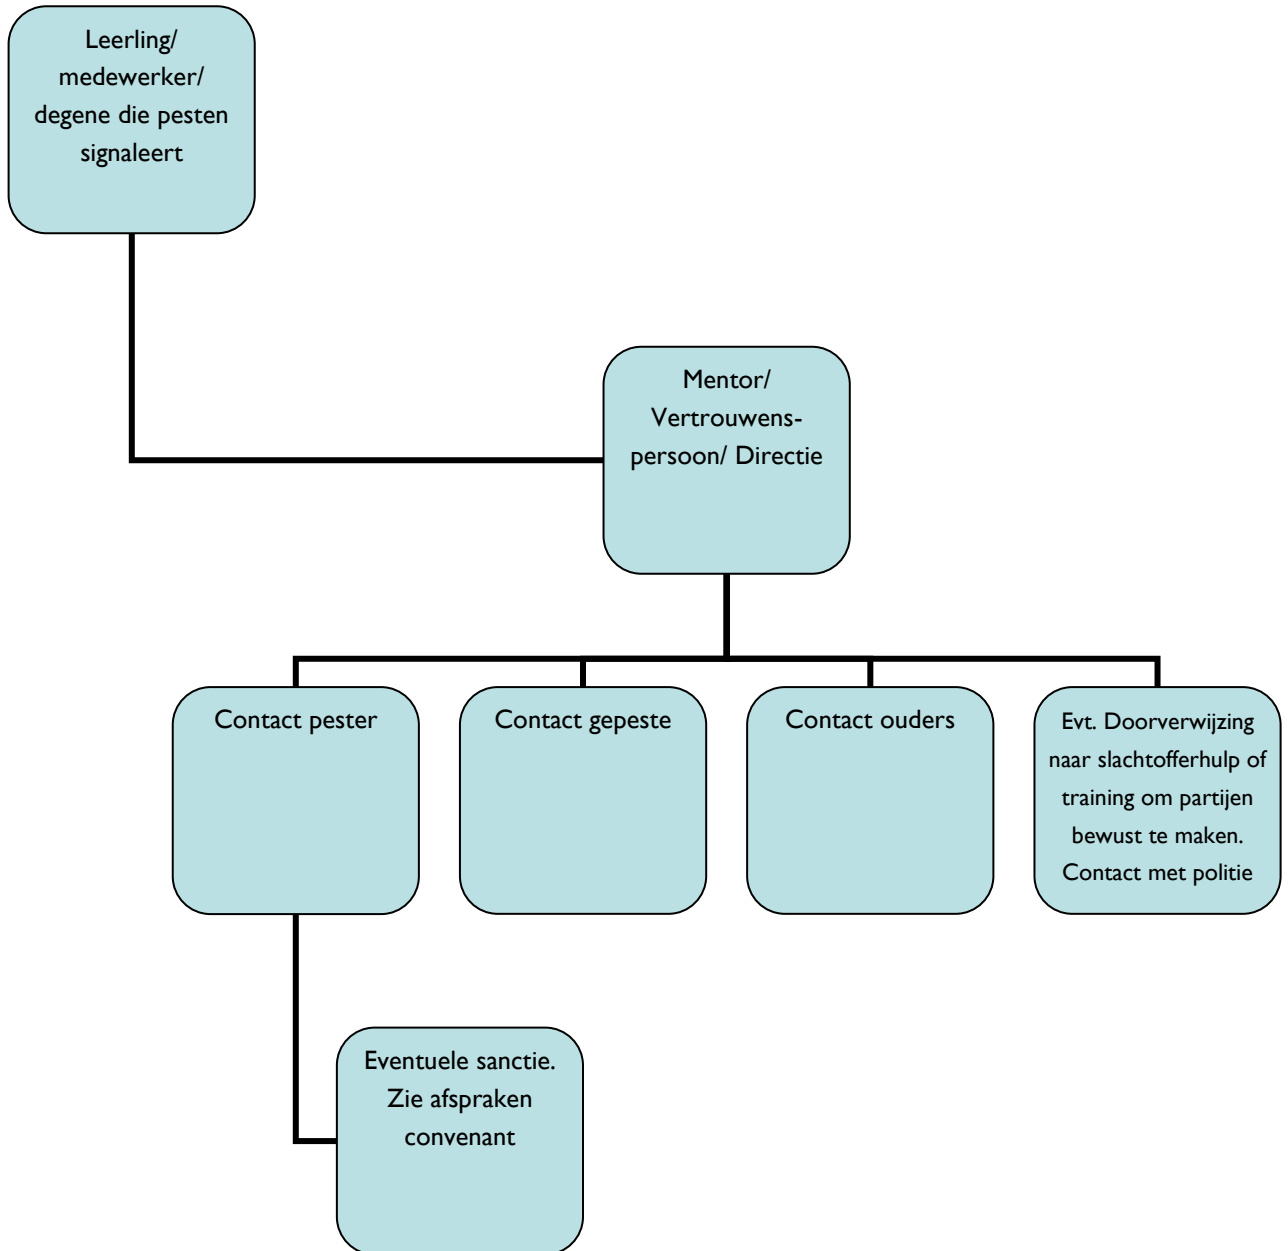 Leerling/
medewerker/
degene die pesten
signaleert
Mentor/
Vertrouwens-
persoon/ Directie
Contact pester
Contact gepeste
Contact ouders
Evt. Doorverwijzing
naar slachtofferhulp of
training om partijen
bewust te maken.
Contact met politie
Eventuele sanctie.
Zie afspraken
convenant